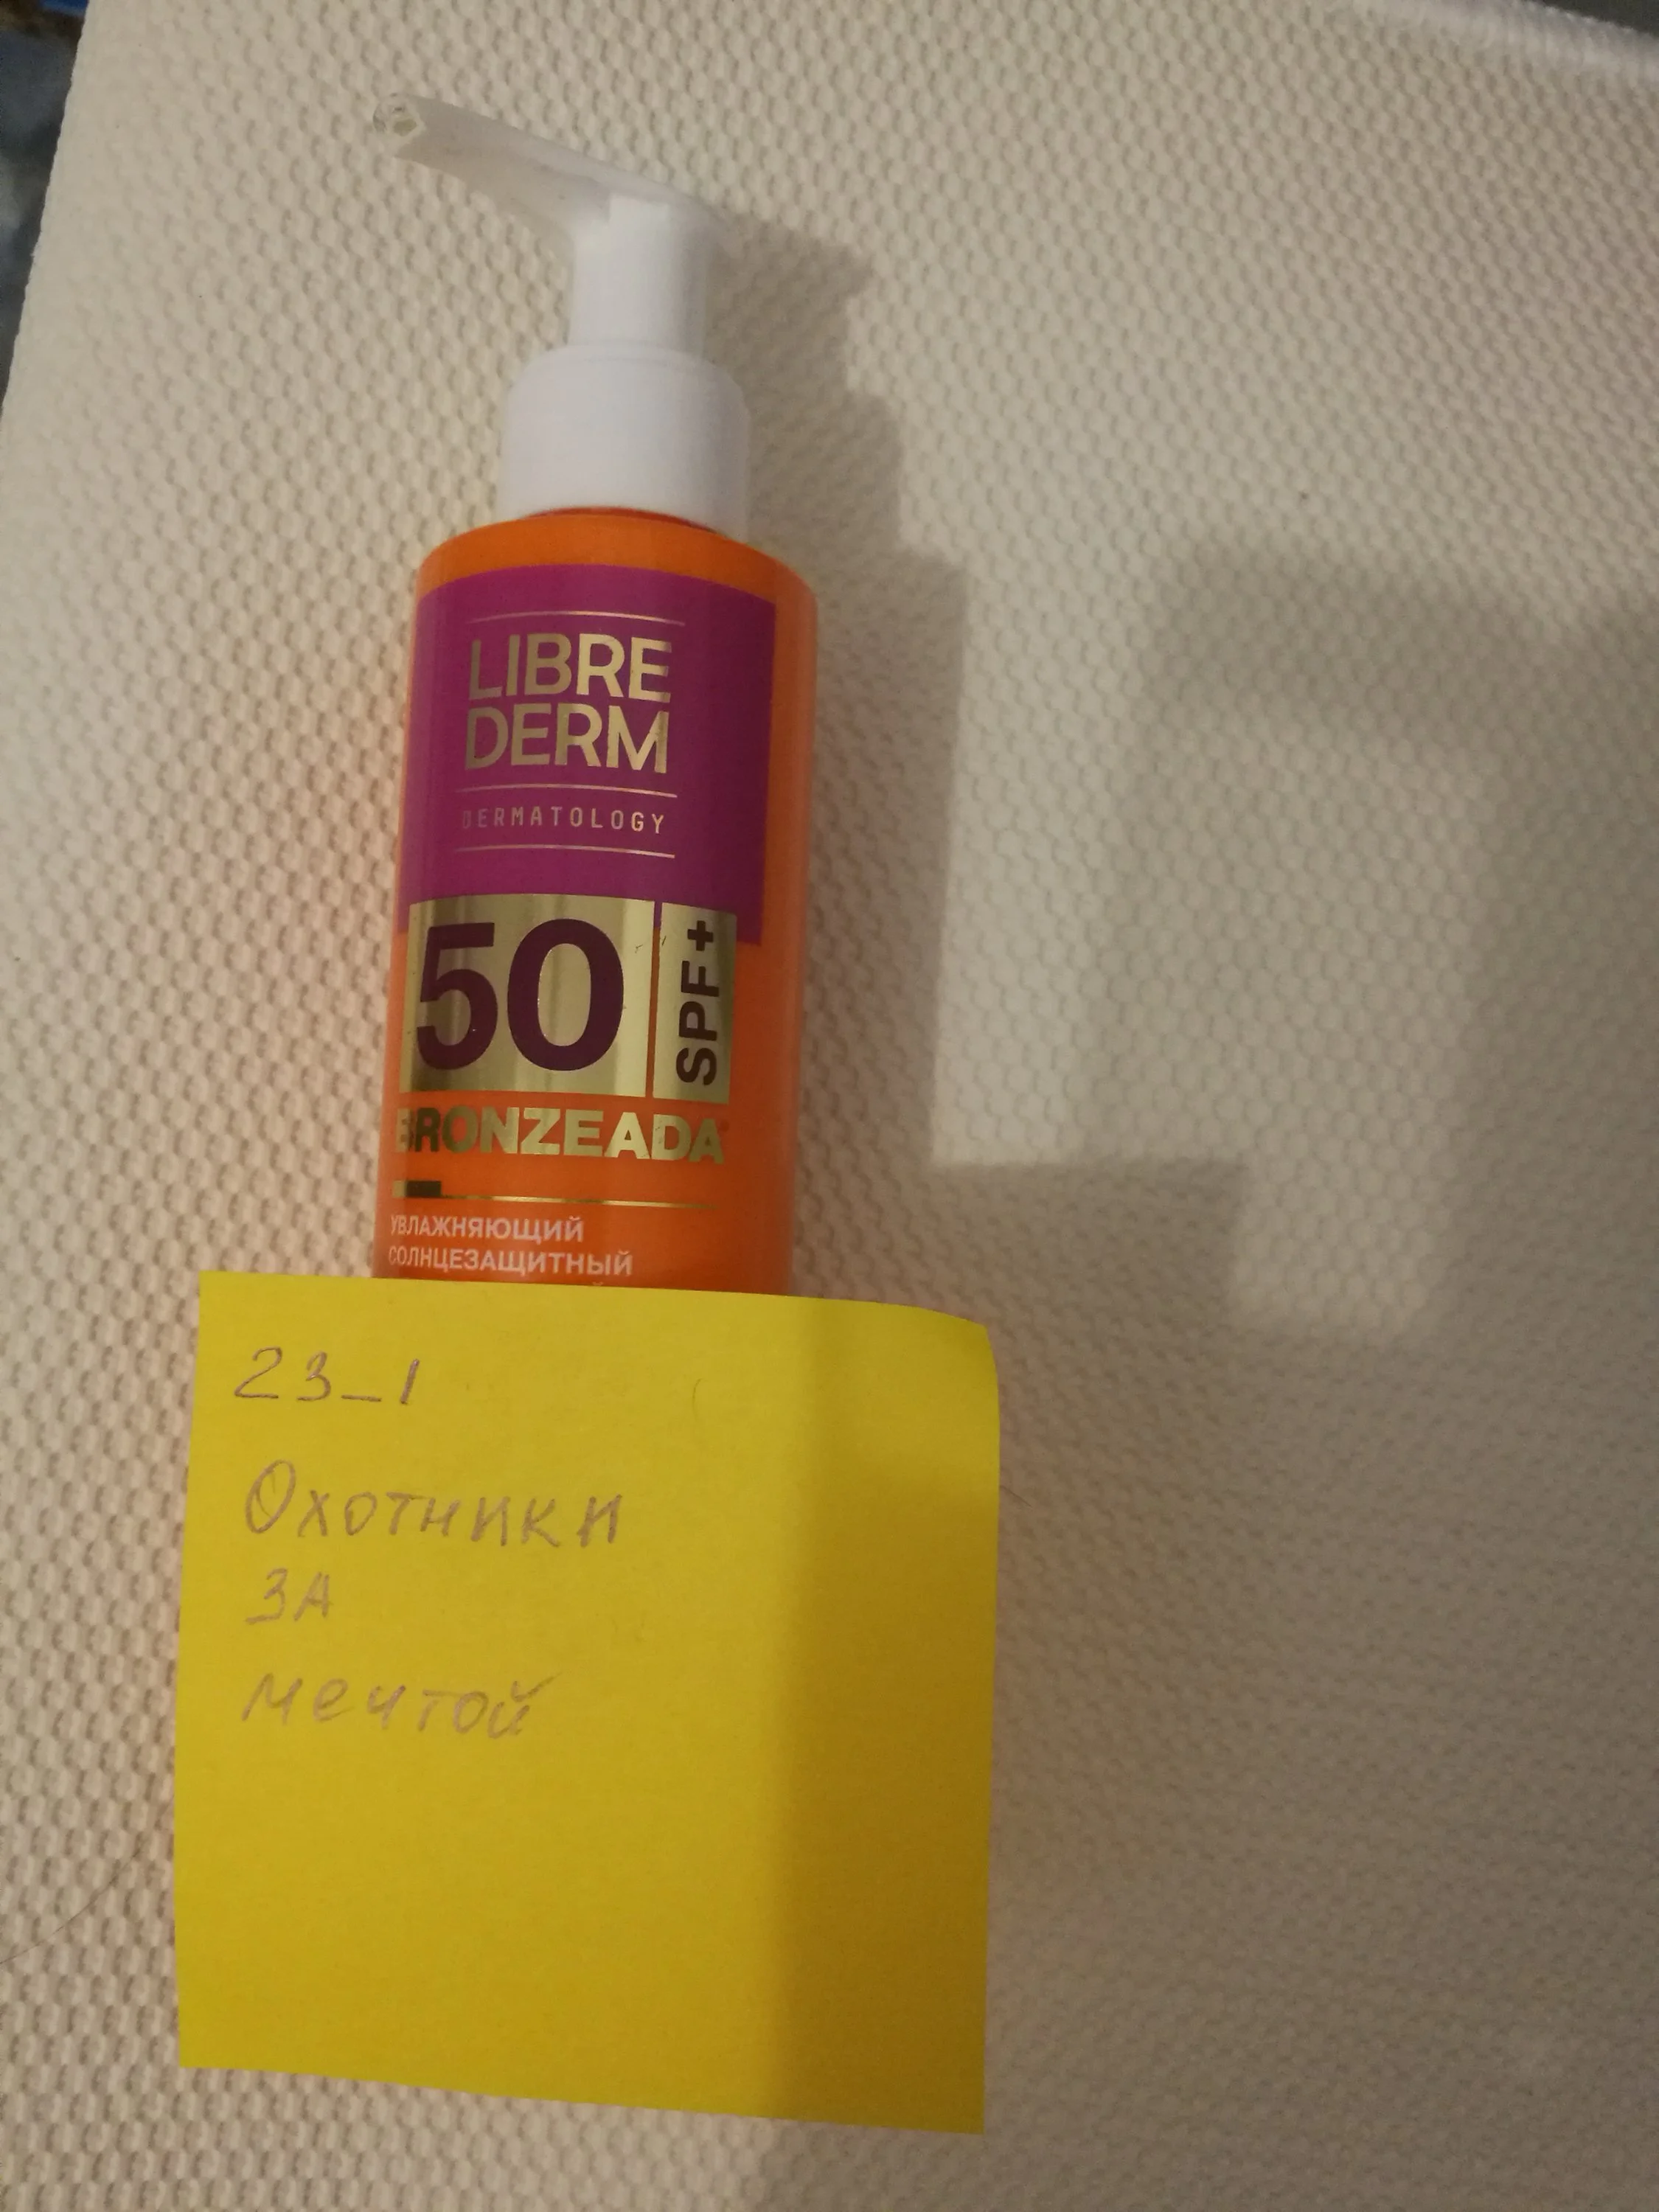 LIBRE
DERM
DERMATOLOGY
50 SPF+
BRONZEADA
УВЛАЖНЯЮЩИЙ
СОЛНЦЕЗАЩИТНЫЙ
23_1
Охотники
за
мечтой